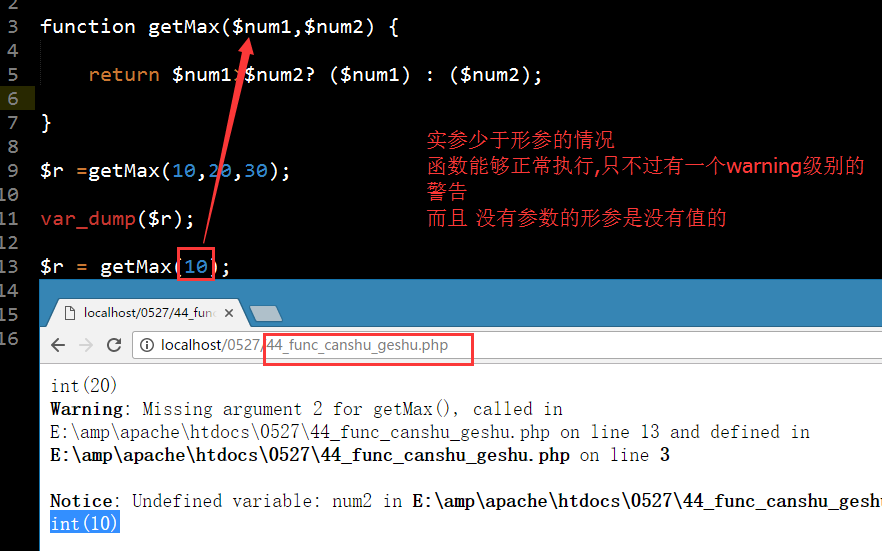 2
3 function getMax($num1,$num2) {
4
5 return $num1>$num2? ($num1) : ($num2);
6
7 }
8
9 $r =getMax(10,20,30);
10
11 var_dump($r);
12
13 $r = getMax(10);
14
15
16
实参少于形参的情况
函数能够正常执行,只不过有一个warning级别的
警告
而且 没有参数的形参是没有值的
localhost/0527/44_fun
localhost/0527/44_func_canshu_geshu.php
int(20)
Warning: Missing argument 2 for getMax(), called in
E:\amp\apache\htdocs\0527\44_func_canshu_geshu.php on line 13 and defined in
E:\amp\apache\htdocs\0527\44_func_canshu_geshu.php on line 3
Notice: Undefined variable: num2 in E:\amp\apache\htdocs\0527\44_func_canshu_gesh
int(10)